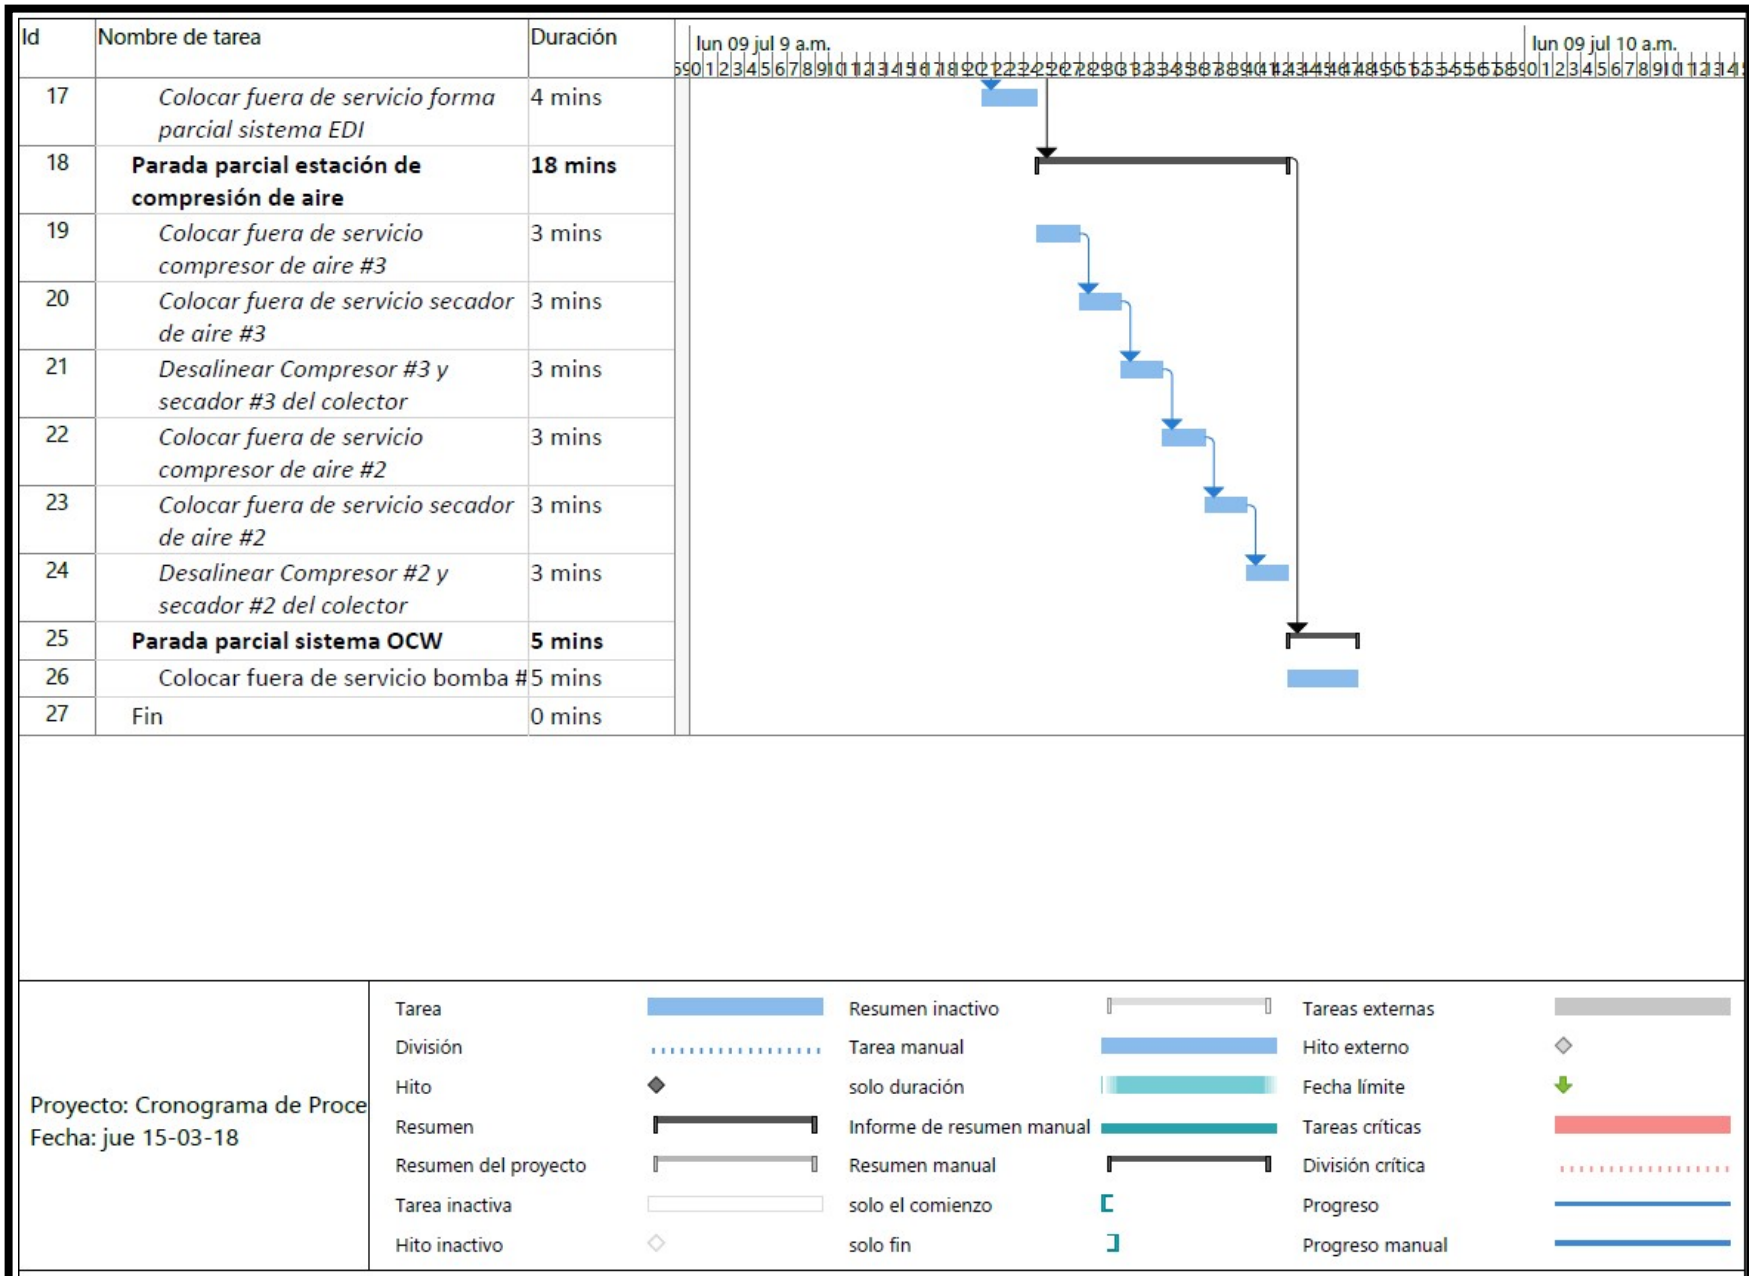 Id Nombre de tarea Duración
lun 09 jul 9 a.m. lun 09 jul 10 a.m.
17 Colocar fuera de servicio forma 4 mins
parcial sistema EDI
18 Parada parcial estación de 18 mins
compresión de aire
19 Colocar fuera de servicio 3 mins
compresor de aire #3
20 Colocar fuera de servicio secador 3 mins
de aire #3
21 Desalinear Compresor #3 y 3 mins
secador #3 del colector
22 Colocar fuera de servicio 3 mins
compresor de aire #2
23 Colocar fuera de servicio secador 3 mins
de aire #2
24 Desalinear Compresor #2 y 3 mins
secador #2 del colector
25 Parada parcial sistema OCW 5 mins
26 Colocar fuera de servicio bomba # 5 mins
27 Fin 0 mins
Proyecto: Cronograma de Proce
Fecha: jue 15-03-18
Tarea
División
Hito
Resumen
Resumen del proyecto
Tarea inactiva
Hito inactivo
Resumen inactivo
Tarea manual
solo duración
Informe de resumen manual
Resumen manual
solo el comienzo
solo fin
Tareas externas
Hito externo
Fecha límite
Tareas críticas
División crítica
Progreso
Progreso manual